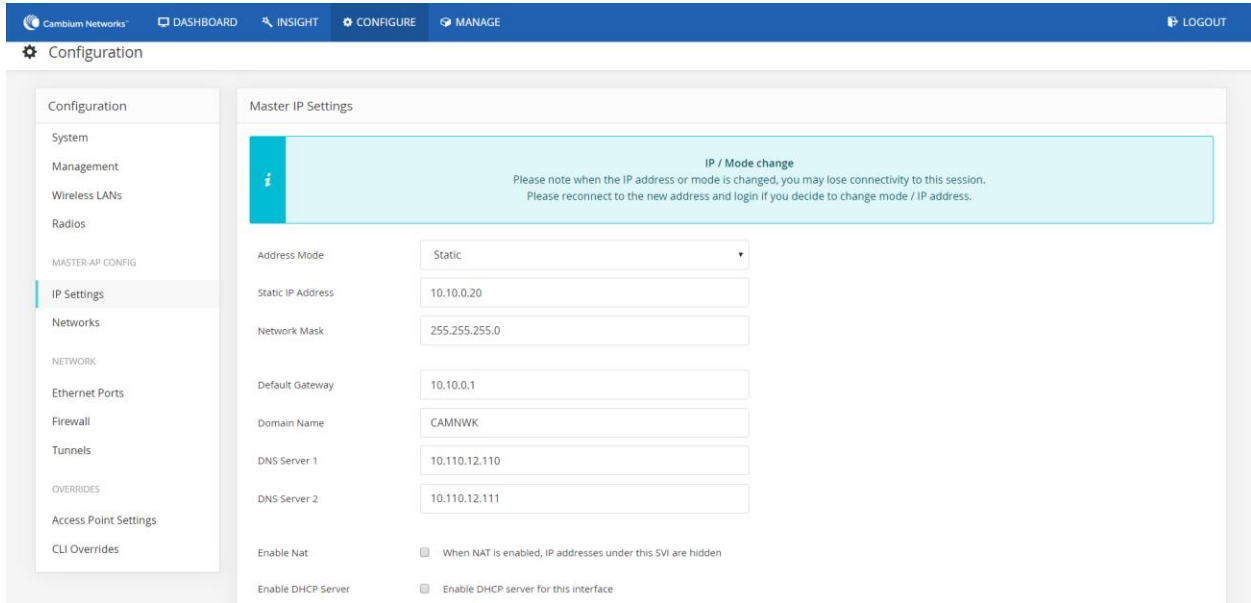 Cambium Networks™ DASHBOARD INSIGHT CONFIGURE MANAGE LOGOUT
Configuration
Configuration
System
Management
Wireless LANs
Radios
MASTER-AP CONFIG
IP Settings
Networks
NETWORK
Ethernet Ports
Firewall
Tunnels
OVERRIDES
Access Point Settings
CLI Overrides
Master IP Settings
i
IP / Mode change
Please note when the IP address or mode is changed, you may lose connectivity to this session.
Please reconnect to the new address and login if you decide to change mode / IP address.
Address Mode Static
Static IP Address 10.10.0.20
Network Mask 255.255.255.0
Default Gateway 10.10.0.1
Domain Name CAMNWK
DNS Server 1 10.110.12.110
DNS Server 2 10.110.12.111
Enable Nat When NAT is enabled, IP addresses under this SVI are hidden
Enable DHCP Server Enable DHCP server for this interface